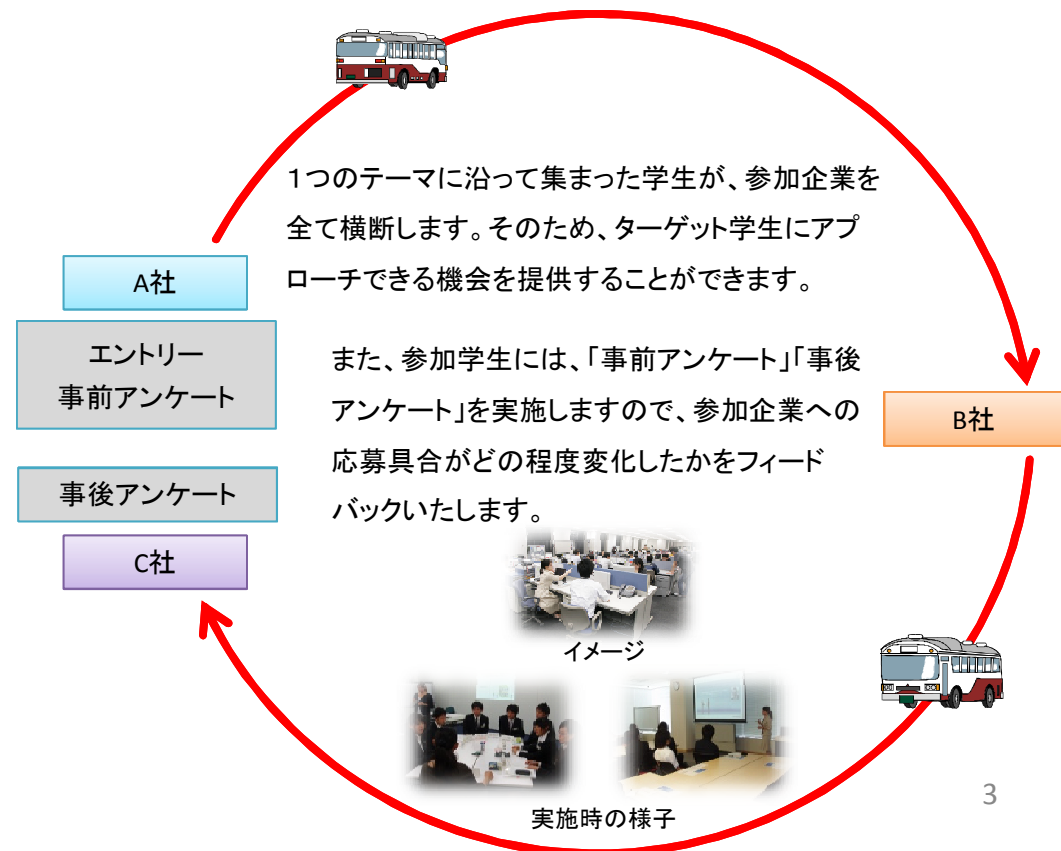 1つのテーマに沿って集まった学生が、参加企業を
全て横断します。そのため、ターゲット学生にアプ
ローチできる機会を提供することができます。
A社
エントリー
事前アンケート
また、参加学生には、「事前アンケート」「事後
アンケート」を実施しますので、参加企業への
応募具合がどの程度変化したかをフィード
バックいたします。
B社
事後アンケート
C社
イメージ
実施時の様子
3